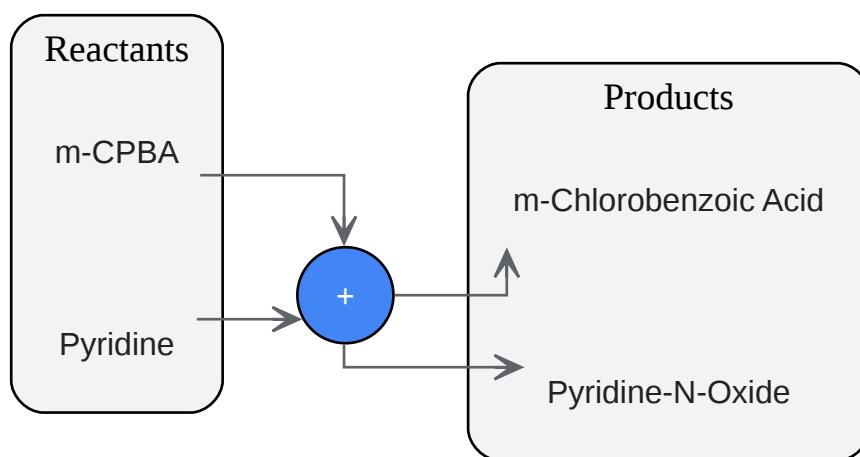 Reactants
m-CPBA
Pyridine
+
Products
m-Chlorobenzoic Acid
Pyridine-N-Oxide